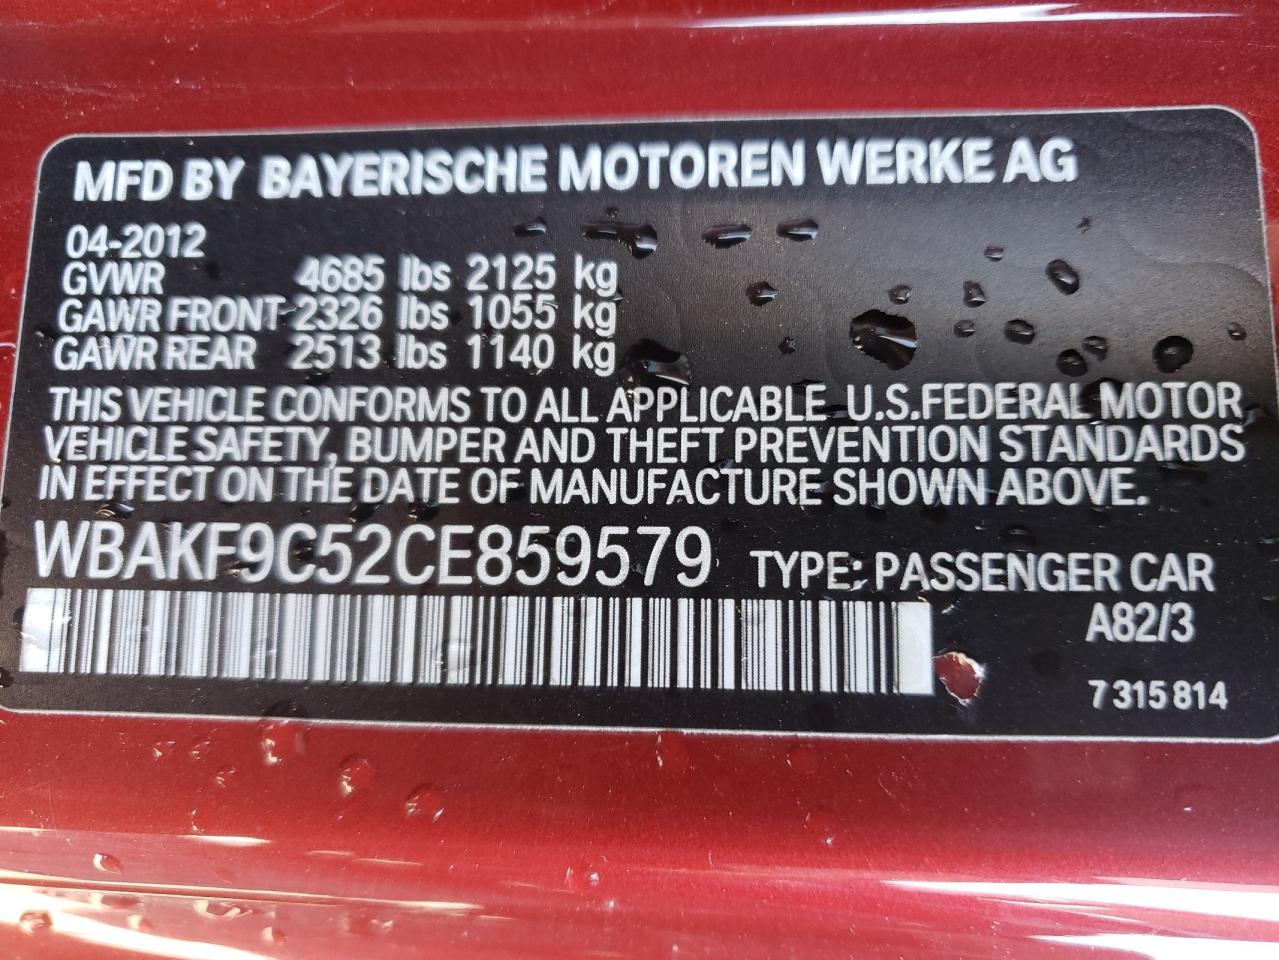 MFD BY BAYERISCHE MOTOREN WERKE AG
04-2012
GVWR 4685 lbs 2125 kg
GAWR FRONT 2326 lbs 1055 kg
GAWR REAR 2513 lbs 1140 kg
THIS VEHICLE CONFORMS TO ALL APPLICABLE U.S.FEDERAL MOTOR
VEHICLE SAFETY, BUMPER AND THEFT PREVENTION STANDARDS
IN EFFECT ON THE DATE OF MANUFACTURE SHOWN ABOVE.
WBAKF9C52CE859579 TYPE: PASSENGER CAR
A82/3
7 315 814